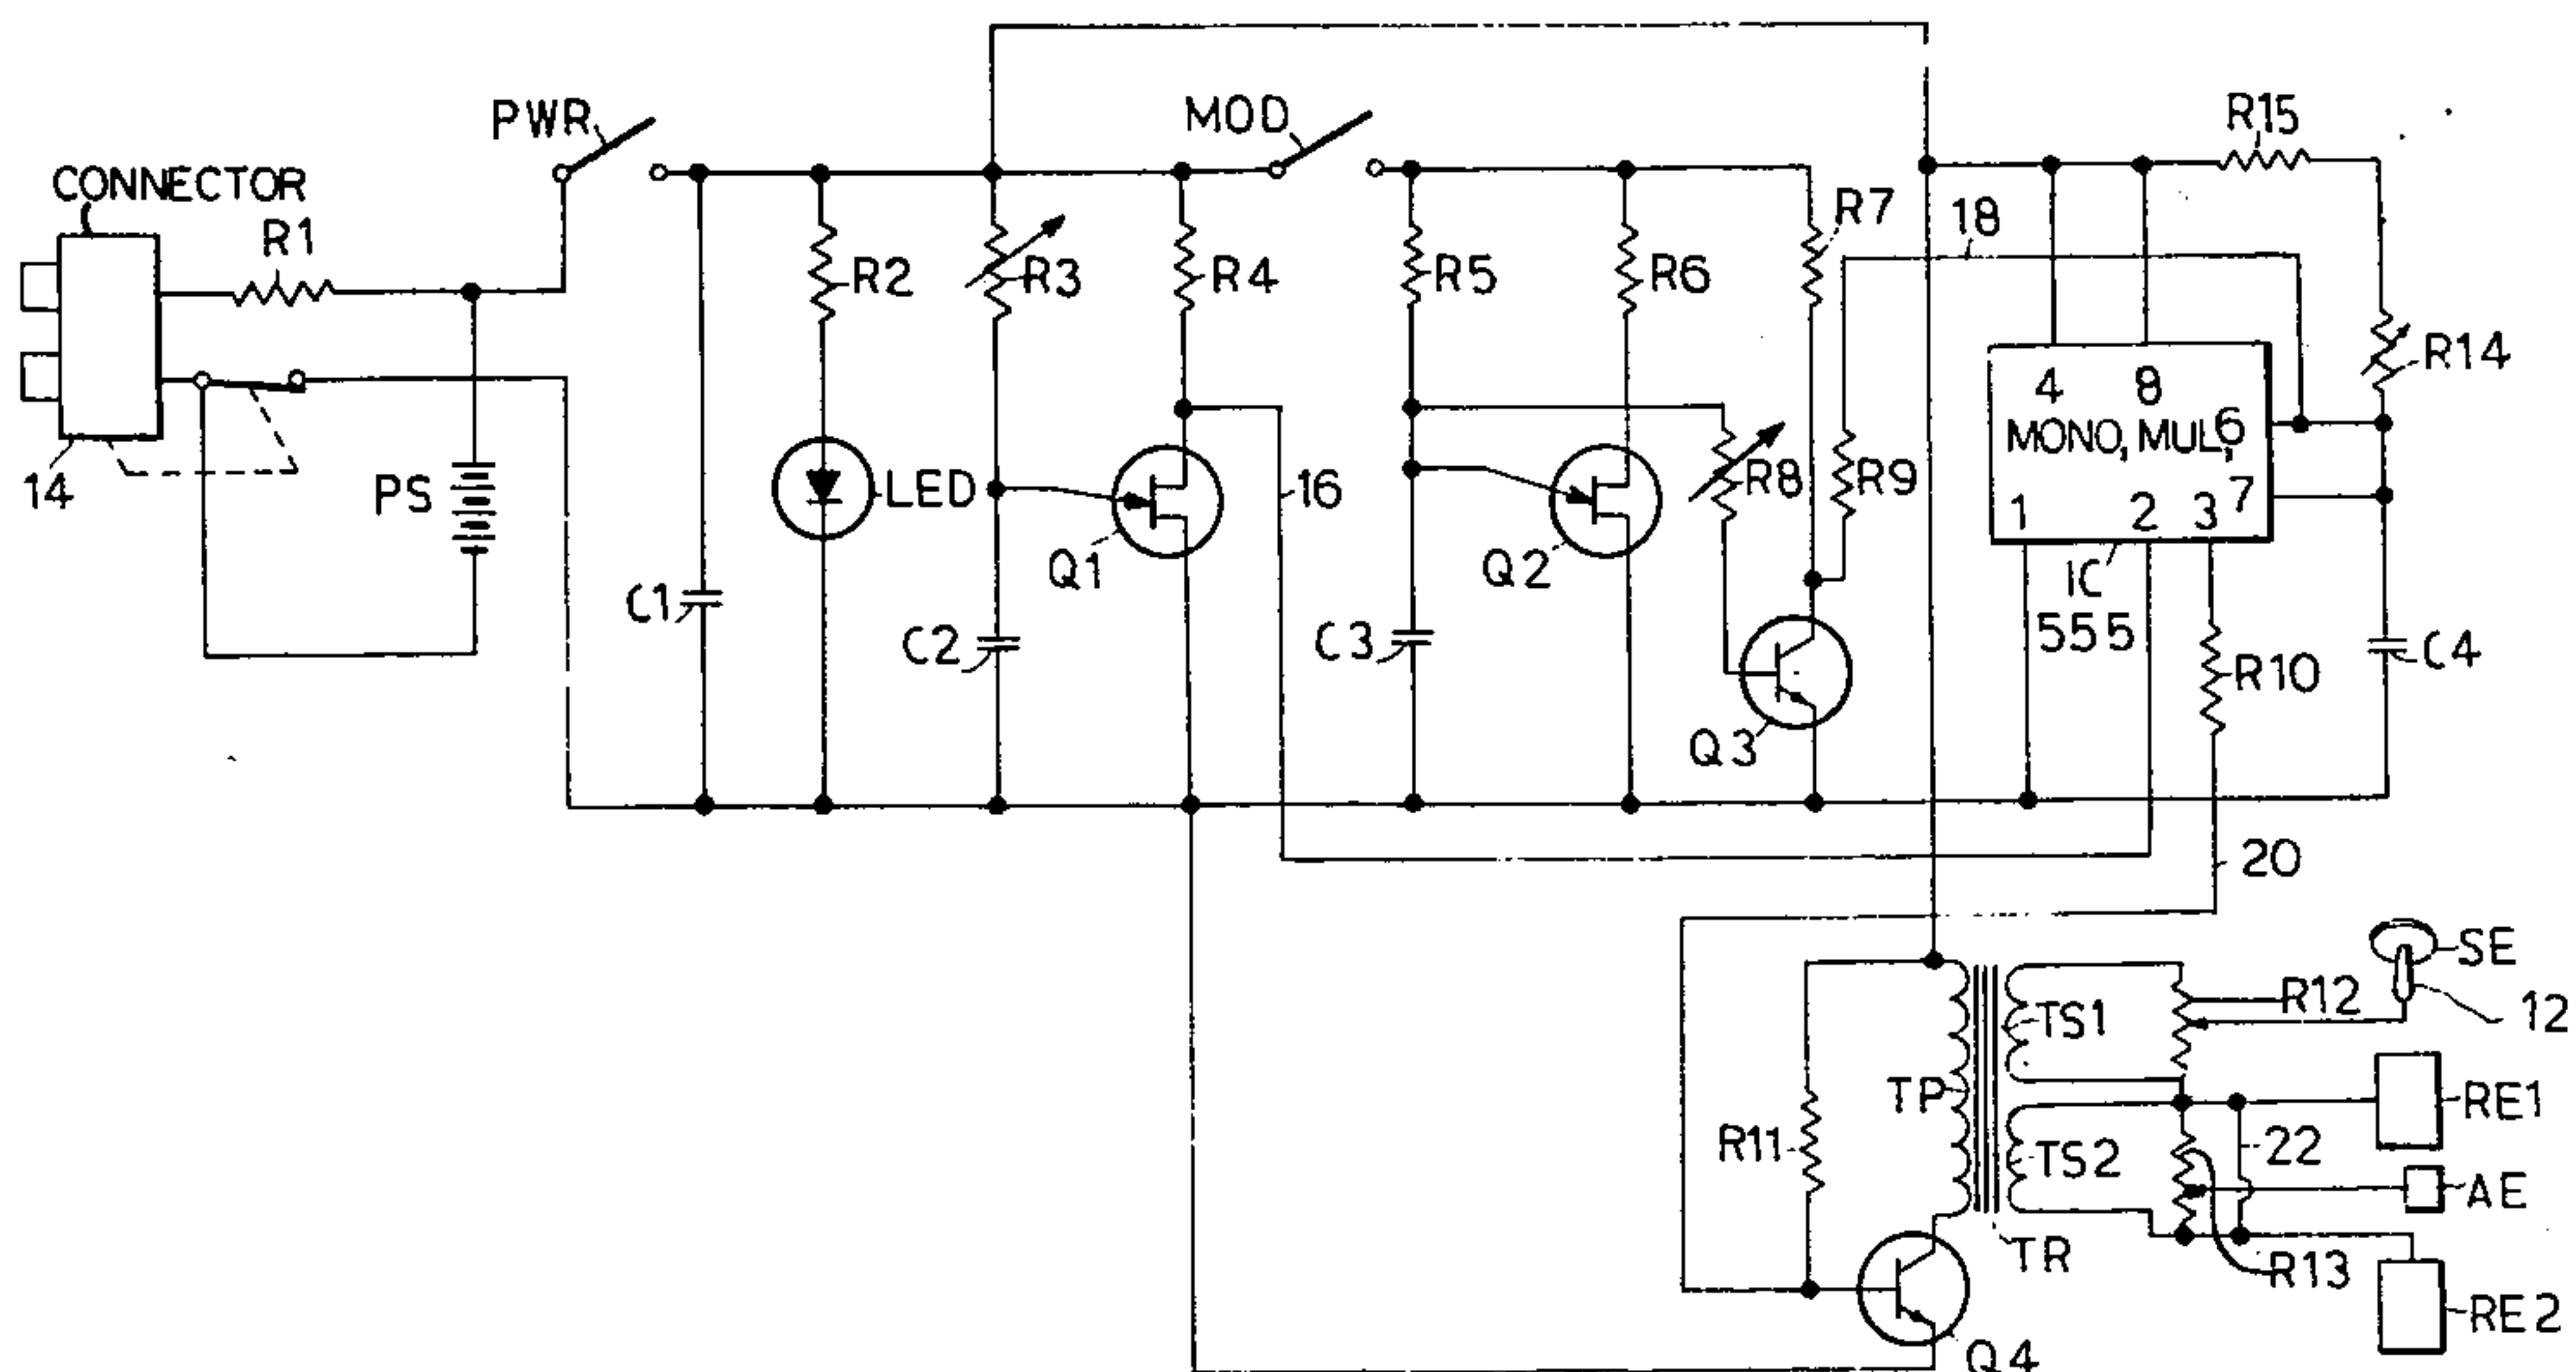 CONNECTOR
PWR
MOD
R15
R1
R2
R3
R4
R5
R6
R7
18
14
PS
LED
16
R8
R9
4 8
MONO, MUL, 6
1 2 3 7
R14
C1
C2
Q1
C3
Q2
Q3
IC
555
R10
C4
20
SE
R12
12
TS1
TP
RE1
R11
TS2
22
AE
TR
R13
RE2
Q4